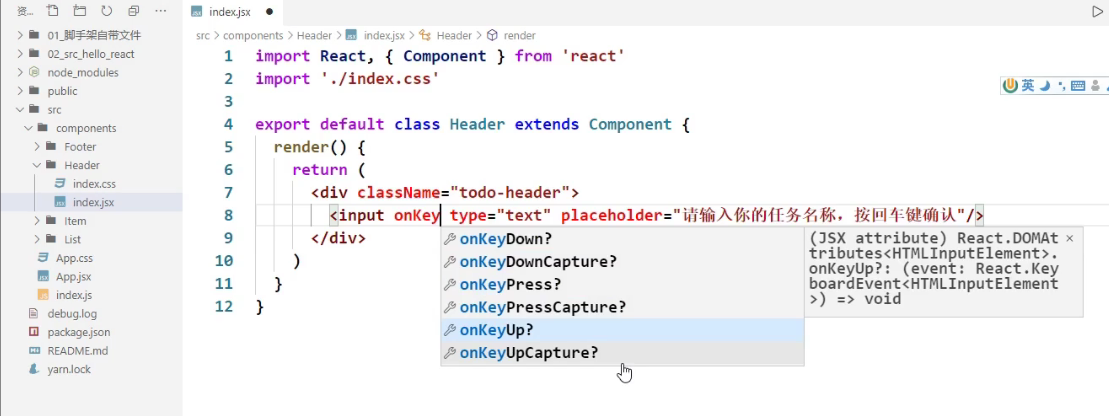 资...
index.jsx
01_脚手架自带文件
02_src_hello_react
node_modules
public
src
components
Footer
Header
index.css
index.jsx
Item
List
App.css
App.jsx
index.js
debug.log
package.json
README.md
yarn.lock
src > components > Header > index.jsx > Header > render
英
1 import React, { Component } from 'react'
2 import './index.css'
3
4 export default class Header extends Component {
5 render() {
6 return (
7 <div className="todo-header">
8 <input onKey type="text" placeholder="请输入你的任务名称，按回车键确认"/>
9 </div>
10 )
11 }
12 }
onKeyDown?
onKeyDownCapture?
onKeyPress?
onKeyPressCapture?
onKeyUp?
onKeyUpCapture?
(JSX attribute) React.DOMAt
tributes<HTMLInputElement>.
onKeyUp?: (event: React.Key
boardEvent<HTMLInputElement
>) => void